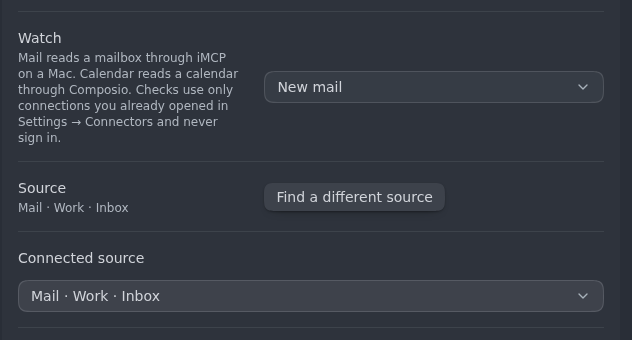 Watch
Mail reads a mailbox through iMCP
on a Mac. Calendar reads a calendar
through Composio. Checks use only
connections you already opened in
Settings → Connectors and never
sign in.
New mail
Source
Mail · Work · Inbox
Find a different source
Connected source
Mail · Work · Inbox